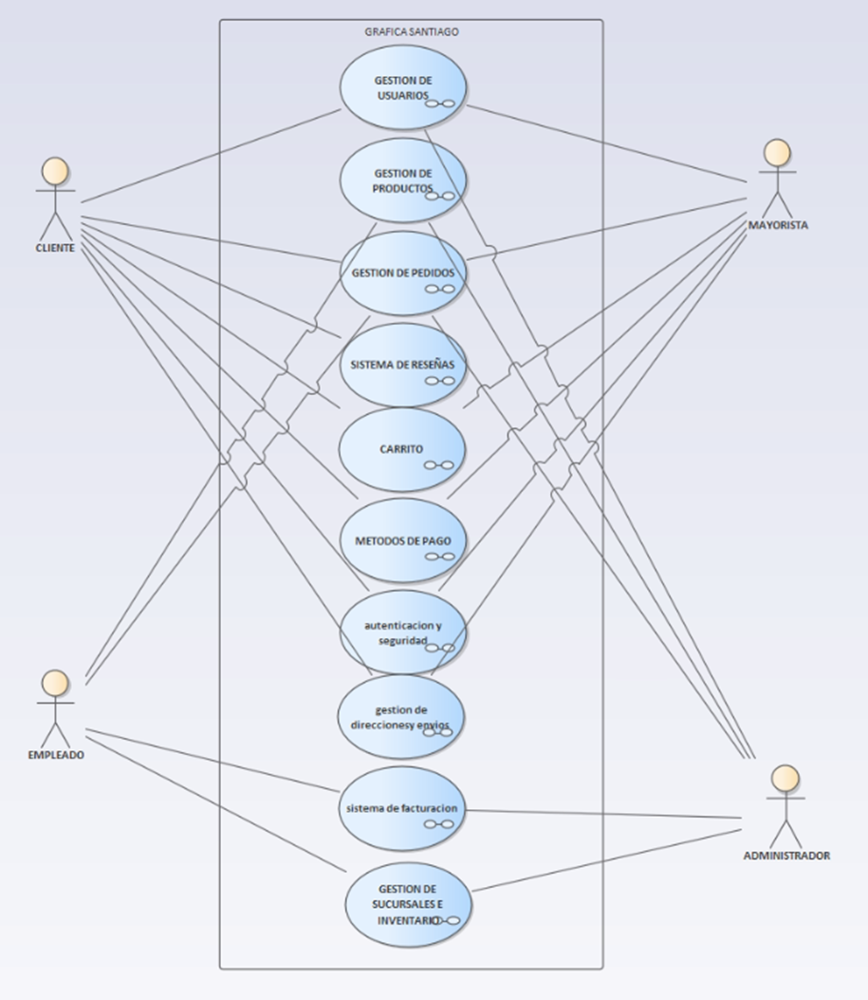 GRAFICA SANTIAGO
GESTION DE
USUARIOS
GESTION DE
PRODUCTOS
GESTION DE PEDIDOS
SISTEMA DE RESEÑAS
CARRITO
METODOS DE PAGO
autenticacion y
seguridad
gestion de
direccionesy envios
sistema de facturacion
GESTION DE
SUCURSALES E
INVENTARIO
CLIENTE
MAYORISTA
EMPLEADO
ADMINISTRADOR